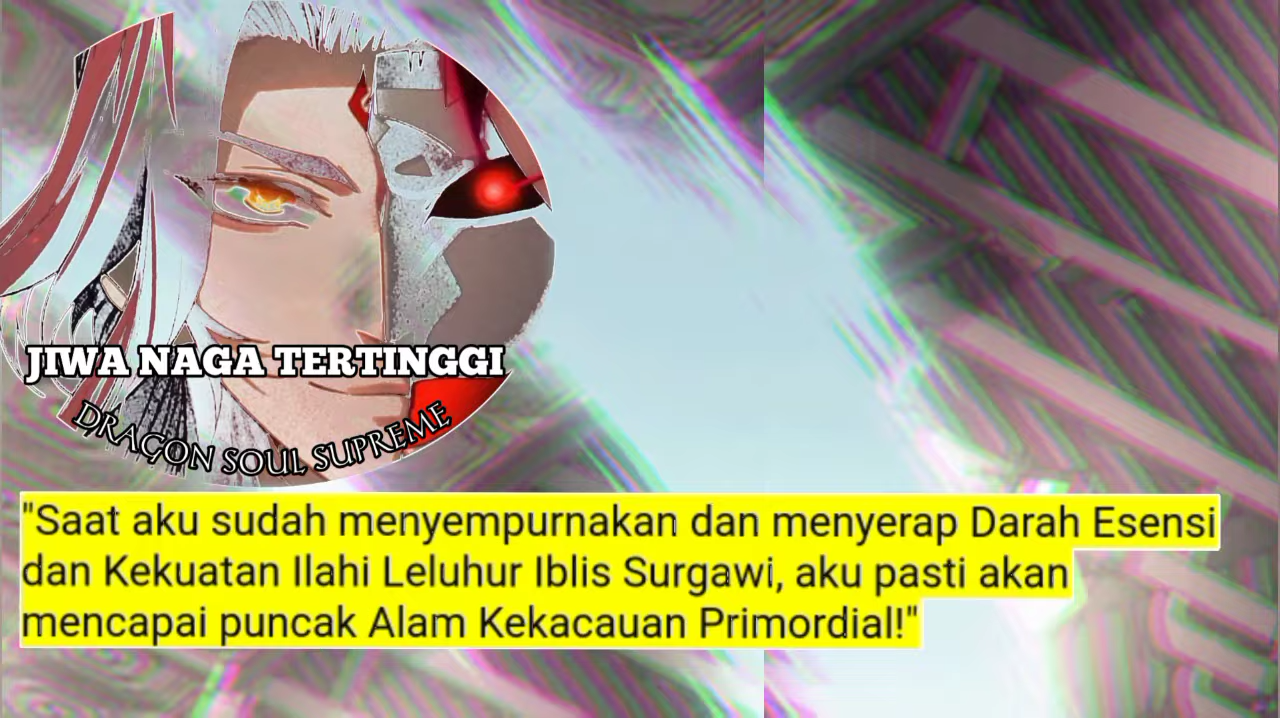 JIWA NAGA TERTINGGI
DRAGON SOUL SUPREME
"Saat aku sudah menyempurnakan dan menyerap Darah Esensi
dan Kekuatan Ilahi Leluhur Iblis Surgawi, aku pasti akan
mencapai puncak Alam Kekacauan Primordial!"